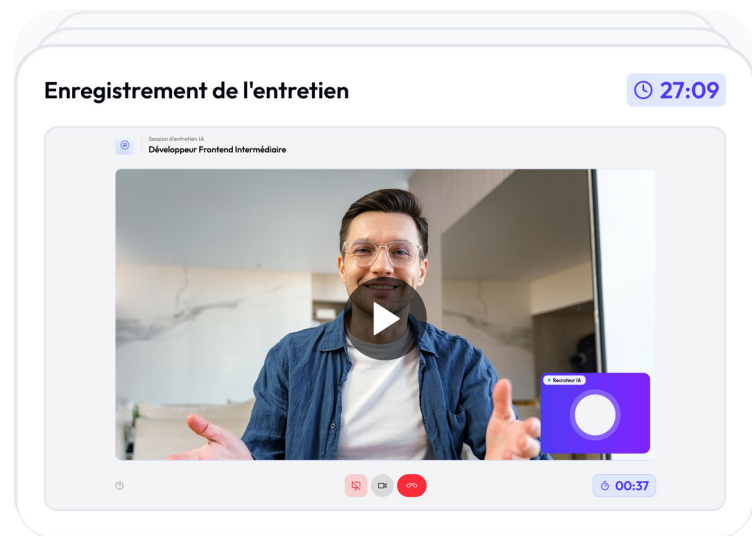 Enregistrement de l'entretien
27:09
Session d'entretien IA
Développeur Frontend Intermédiaire
Recruteur IA
00:37